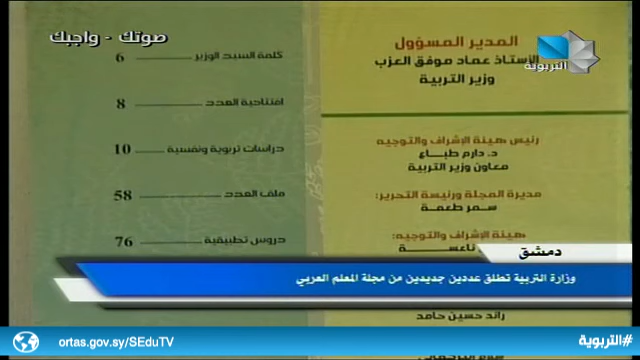 صوتك - واجبك
التربوية
كلمة السيد الوزير 6
افتتاحية العدد 8
دراسات تربوية ونفسية 10
ملف العدد 58
دروس تطبيقية 76
المدير المسؤول
الأستاذ عماد موفق العزب
وزير التربية
رئيس هيئة الإشراف والتوجيه
د. دارم طباع
معاون وزير التربية
مديرة المجلة ورئيسة التحرير:
سمر طعمة
هيئة الإشراف والتوجيه:
دمشق
وزارة التربية تطلق عددين جديدين من مجلة المعلم العربي
رائد حسين حامد
ortas.gov.sy/SEduTV
#التربوية